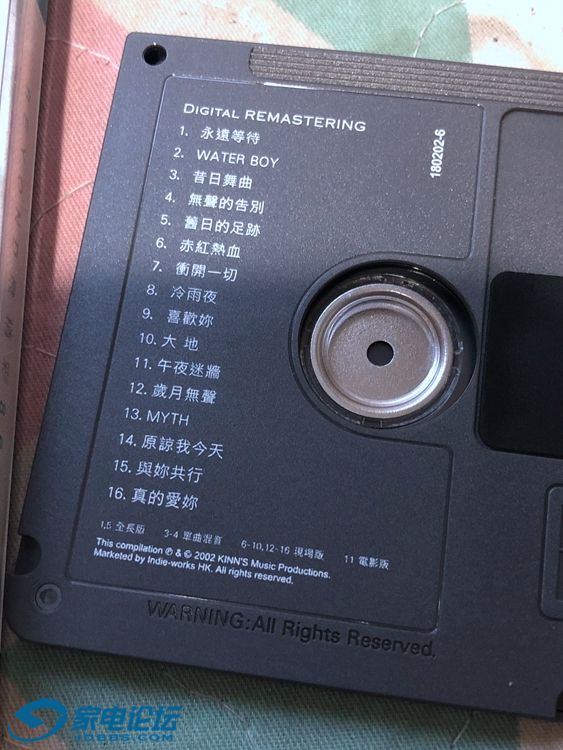 DIGITAL REMASTERING
1. 永遠等待
2. WATER BOY
3. 昔日舞曲
4. 無聲的告別
5. 舊日的足跡
6. 赤紅熱血
7. 衝開一切
8. 冷雨夜
9. 喜歡妳
10. 大地
11. 午夜迷牆
12. 歲月無聲
13. MYTH
14. 原諒我今天
15. 與妳共行
16. 真的愛妳
180202-6
1,5 全長版 3-4 單曲混音 6-10,12-16 現場版 11 電影版
This compilation ℗ & © 2002 KINN'S Music Productions.
Marketed by Indie-works HK. All rights reserved.
WARNING:All Rights Reserved.
家电论坛
JDBBS.COM